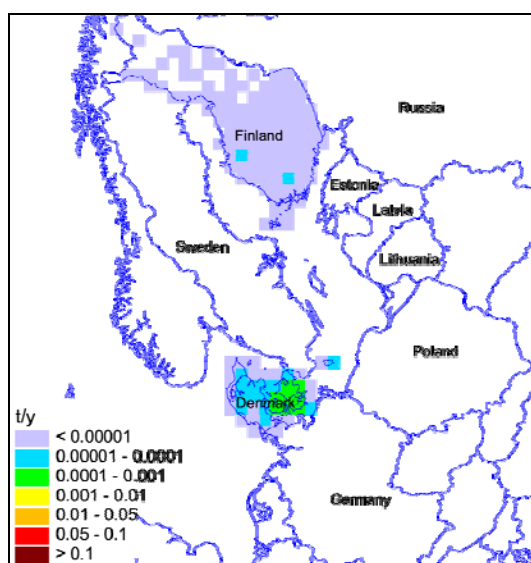 Finland
Russia
Estonia
Latvia
Lithuania
Sweden
Poland
Denmark
Germany
t/y
< 0.00001
0.00001 - 0.0001
0.0001 - 0.001
0.001 - 0.01
0.01 - 0.05
0.05 - 0.1
> 0.1